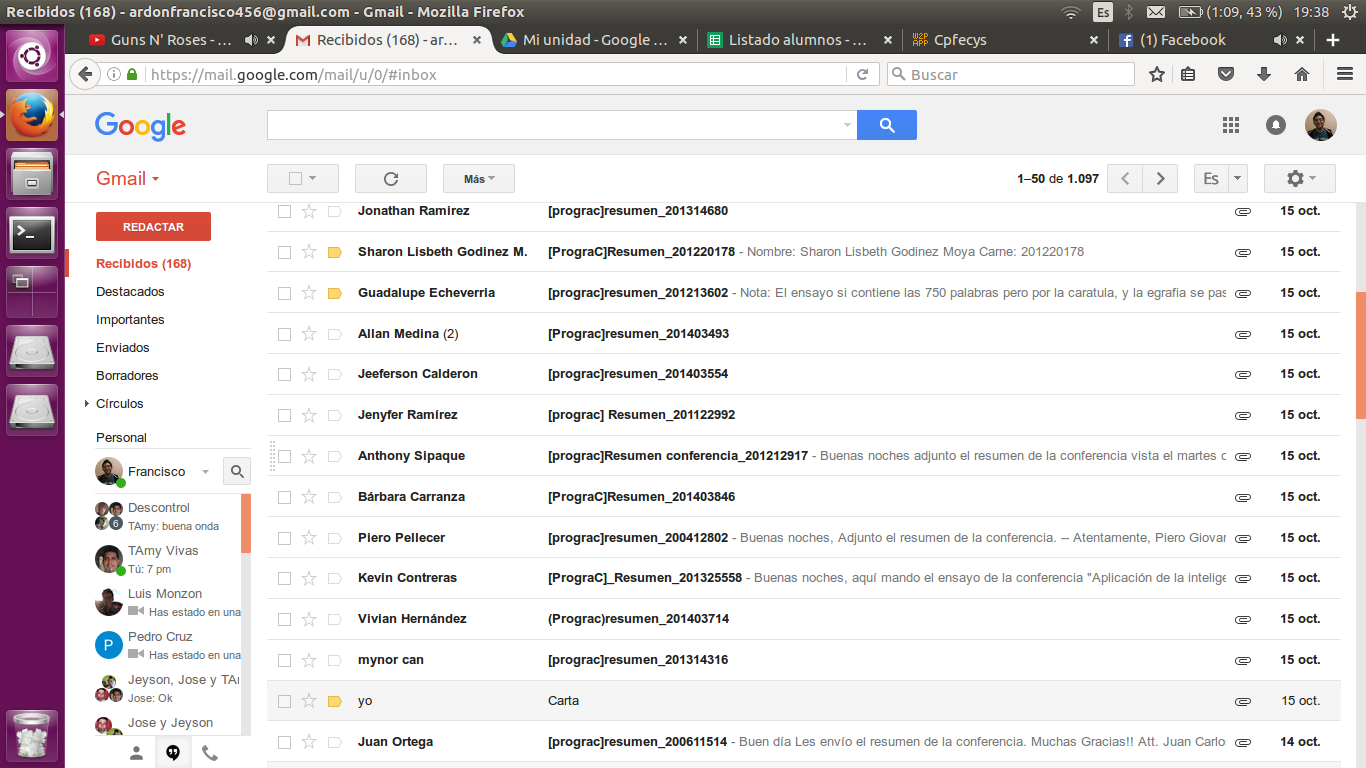 Recibidos (168) - ardonfrancisco456@gmail.com - Gmail - Mozilla Firefox
Es
(1:09, 43 %)
19:38
Guns N' Roses - ...
Recibidos (168) - ar...
Mi unidad - Google ...
Listado alumnos - ...
Cpfecys
(1) Facebook
https://mail.google.com/mail/u/0/#inbox
Buscar
Google
Gmail
Más
1–50 de 1.097
Es
REDACTAR
Recibidos (168)
Destacados
Importantes
Enviados
Borradores
Círculos
Personal
Francisco
Descontrol
6
TAmy: buena onda
TAmy Vivas
Tú: 7 pm
Luis Monzon
Has estado en una
P
Pedro Cruz
Has estado en una
Jeyson, Jose y TAm
Jose: Ok
Jose y Jeyson
Jonathan Ramirez [prograc]resumen_201314680 15 oct.
Sharon Lisbeth Godinez M. [PrograC]Resumen_201220178 - Nombre: Sharon Lisbeth Godinez Moya Carne: 201220178 15 oct.
Guadalupe Echeverria [prograc]resumen_201213602 - Nota: El ensayo si contiene las 750 palabras pero por la caratula, y la egrafia se pas 15 oct.
Allan Medina (2) [Prograc]resumen_201403493 15 oct.
Jeeferson Calderon [prograc]resumen_201403554 15 oct.
Jenyfer Ramírez [prograc] Resumen_201122992 15 oct.
Anthony Sipaque [prograc]Resumen conferencia_201212917 - Buenas noches adjunto el resumen de la conferencia vista el martes c 15 oct.
Bárbara Carranza [PrograC]Resumen_201403846 15 oct.
Piero Pellecer [prograc]resumen_200412802 - Buenas noches, Adjunto el resumen de la conferencia. -- Atentamente, Piero Giovar 15 oct.
Kevin Contreras [PrograC]_Resumen_201325558 - Buenas noches, aquí mando el ensayo de la conferencia "Aplicación de la intelige 15 oct.
Vivian Hernández (Prograc)resumen_201403714 15 oct.
mynor can [prograc]resumen_201314316 15 oct.
yo Carta 15 oct.
Juan Ortega [prograc]resumen_200611514 - Buen día Les envío el resumen de la conferencia. Muchas Gracias!! Att. Juan Carlos 14 oct.